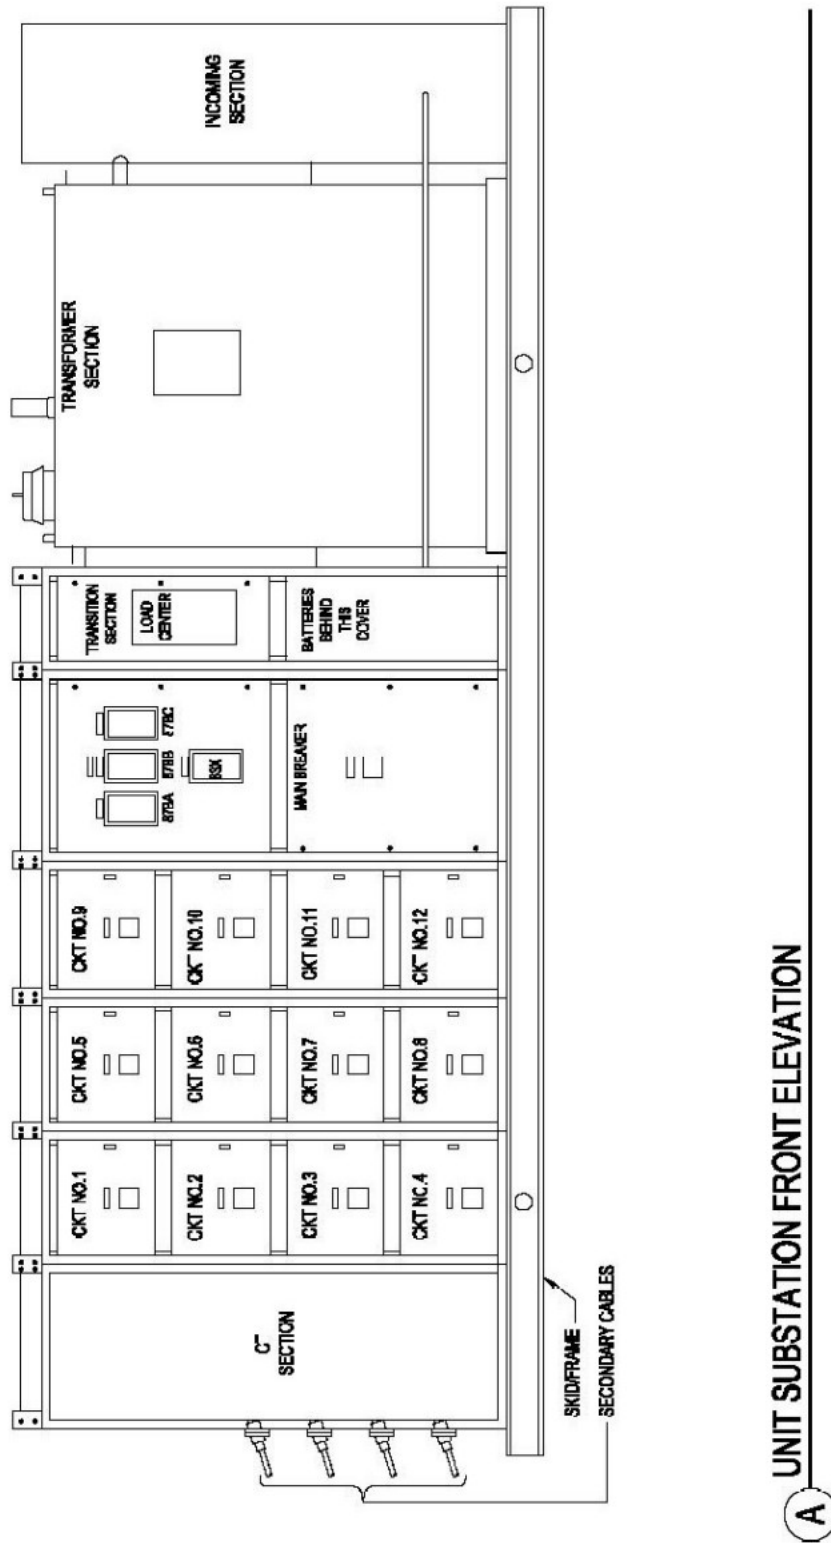 INCOMING
SECTION
TRANSFORMER
SECTION
TRANSITION
SECTION
LOAD
CENTER
BATTERIES
BEHIND
THIS
COVER
87BA
87BB
87BC
MAIN BREAKER
CKT NO.9
CKT NO.10
CKT NO.11
CKT NO.12
CKT NO.5
CKT NO.6
CKT NO.7
CKT NO.8
CKT NO.1
CKT NO.2
CKT NO.3
CKT NO.4
CT
SECTION
SKID/FRAME
SECONDARY CABLES
A
UNIT SUBSTATION FRONT ELEVATION